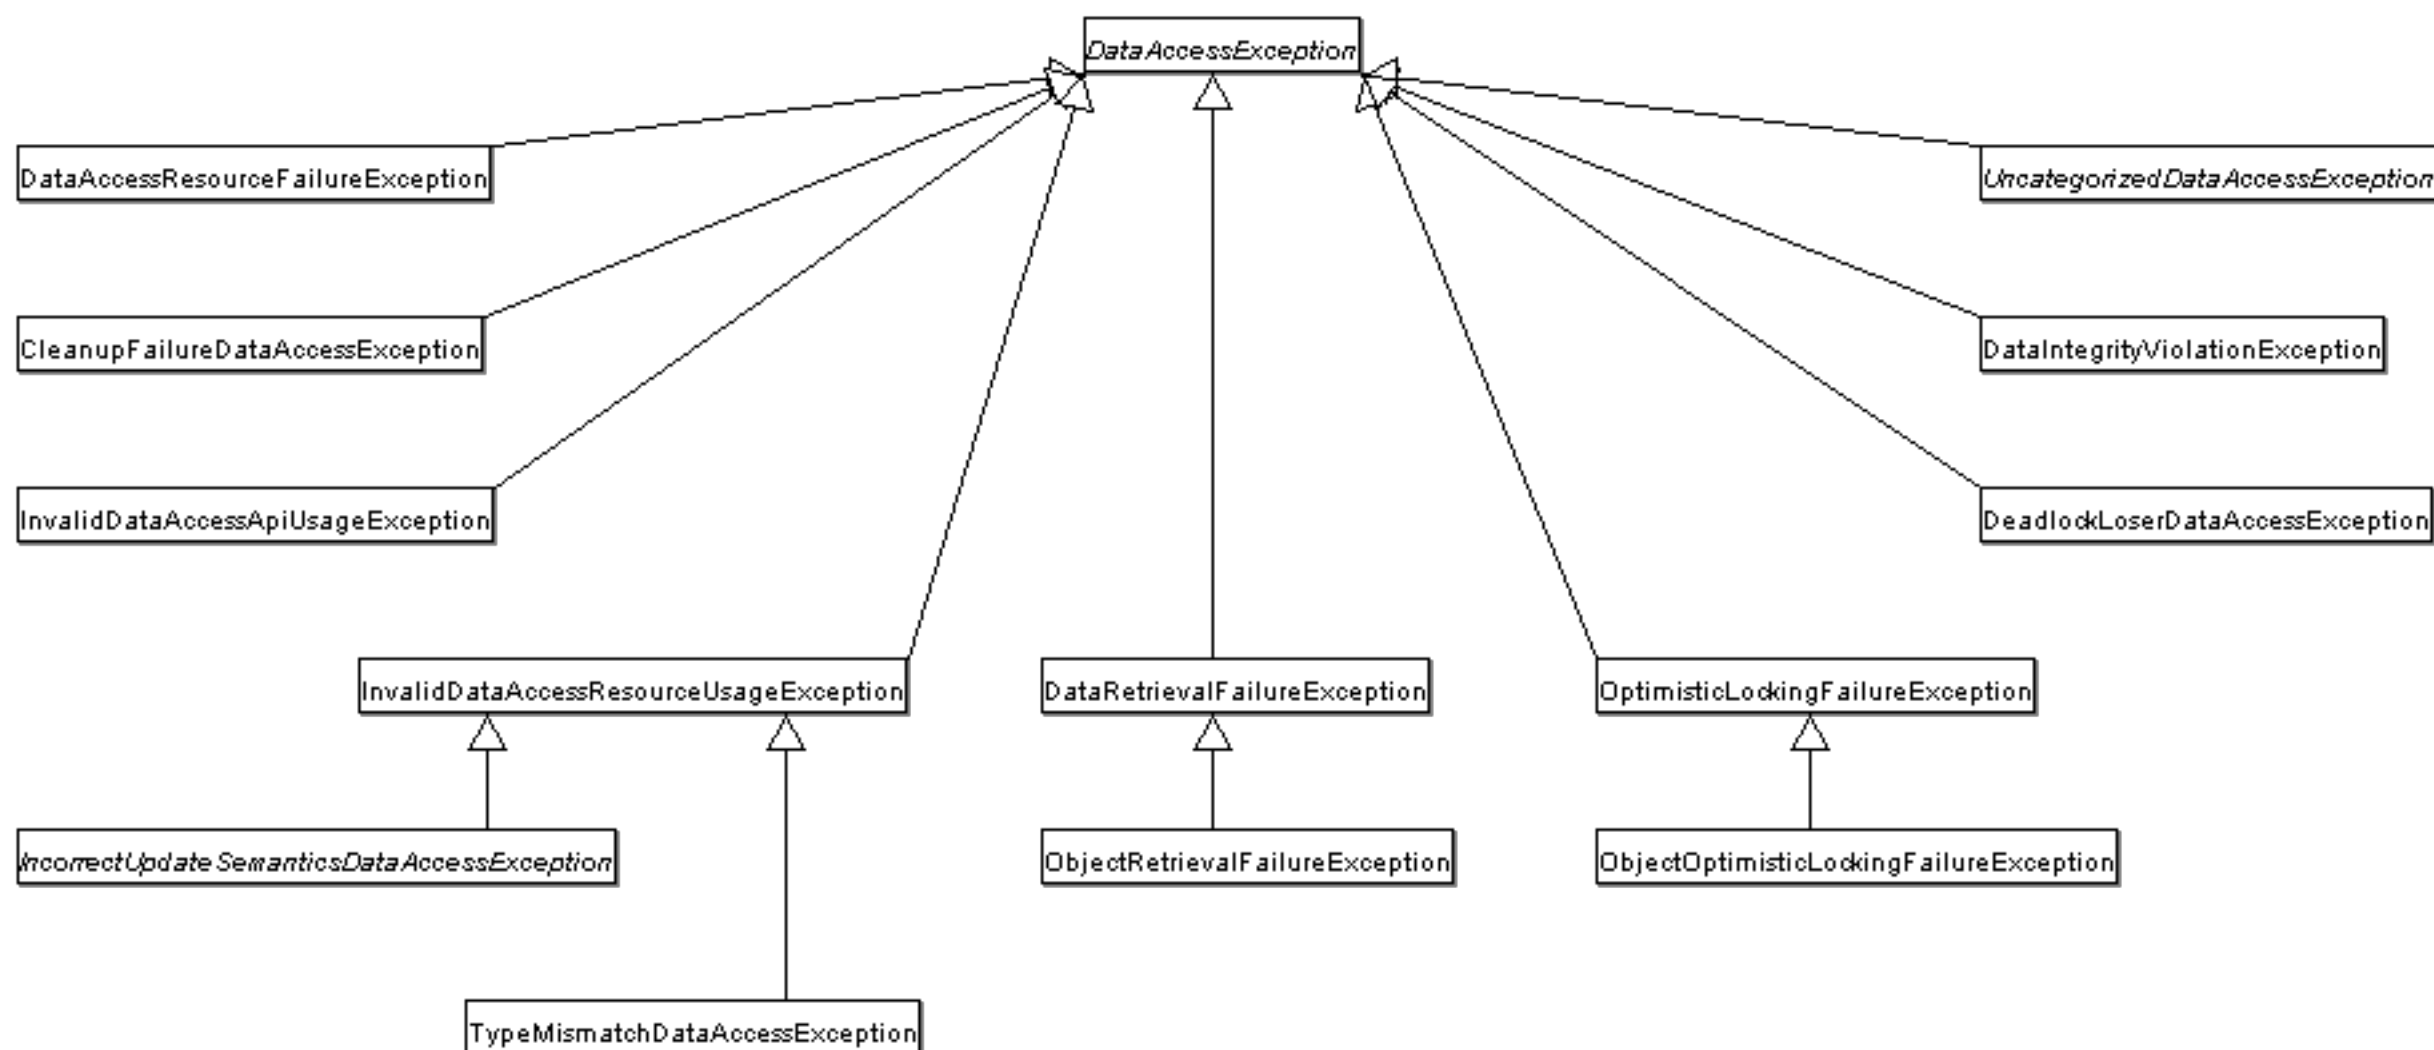 DataAccessException
DataAccessResourceFailureException
UncategorizedDataAccessException
CleanupFailureDataAccessException
DataIntegrityViolationException
InvalidDataAccessApiUsageException
DeadlockLoserDataAccessException
InvalidDataAccessResourceUsageException
DataRetrievalFailureException
OptimisticLockingFailureException
IncorrectUpdateSemanticsDataAccessException
ObjectRetrievalFailureException
ObjectOptimisticLockingFailureException
TypeMismatchDataAccessException